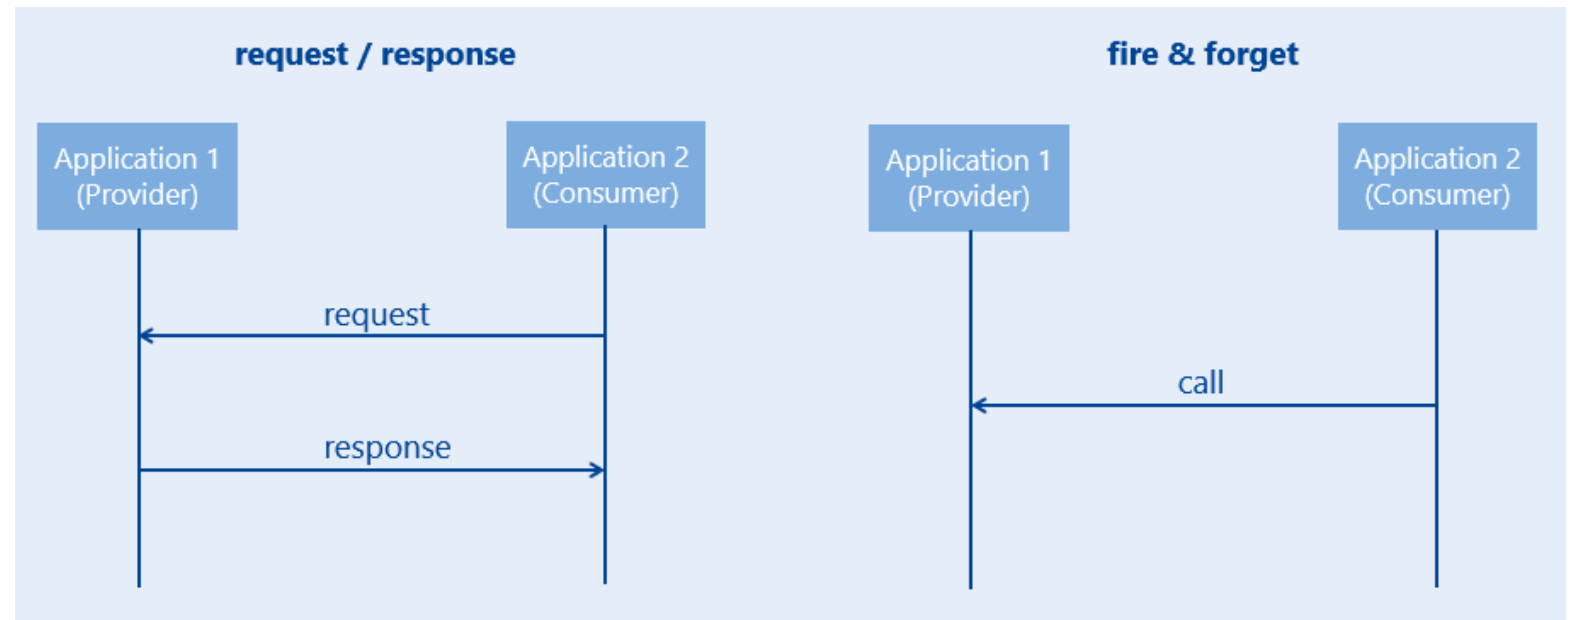 request / response
Application 1
(Provider)
Application 2
(Consumer)
request
response
fire & forget
Application 1
(Provider)
Application 2
(Consumer)
call